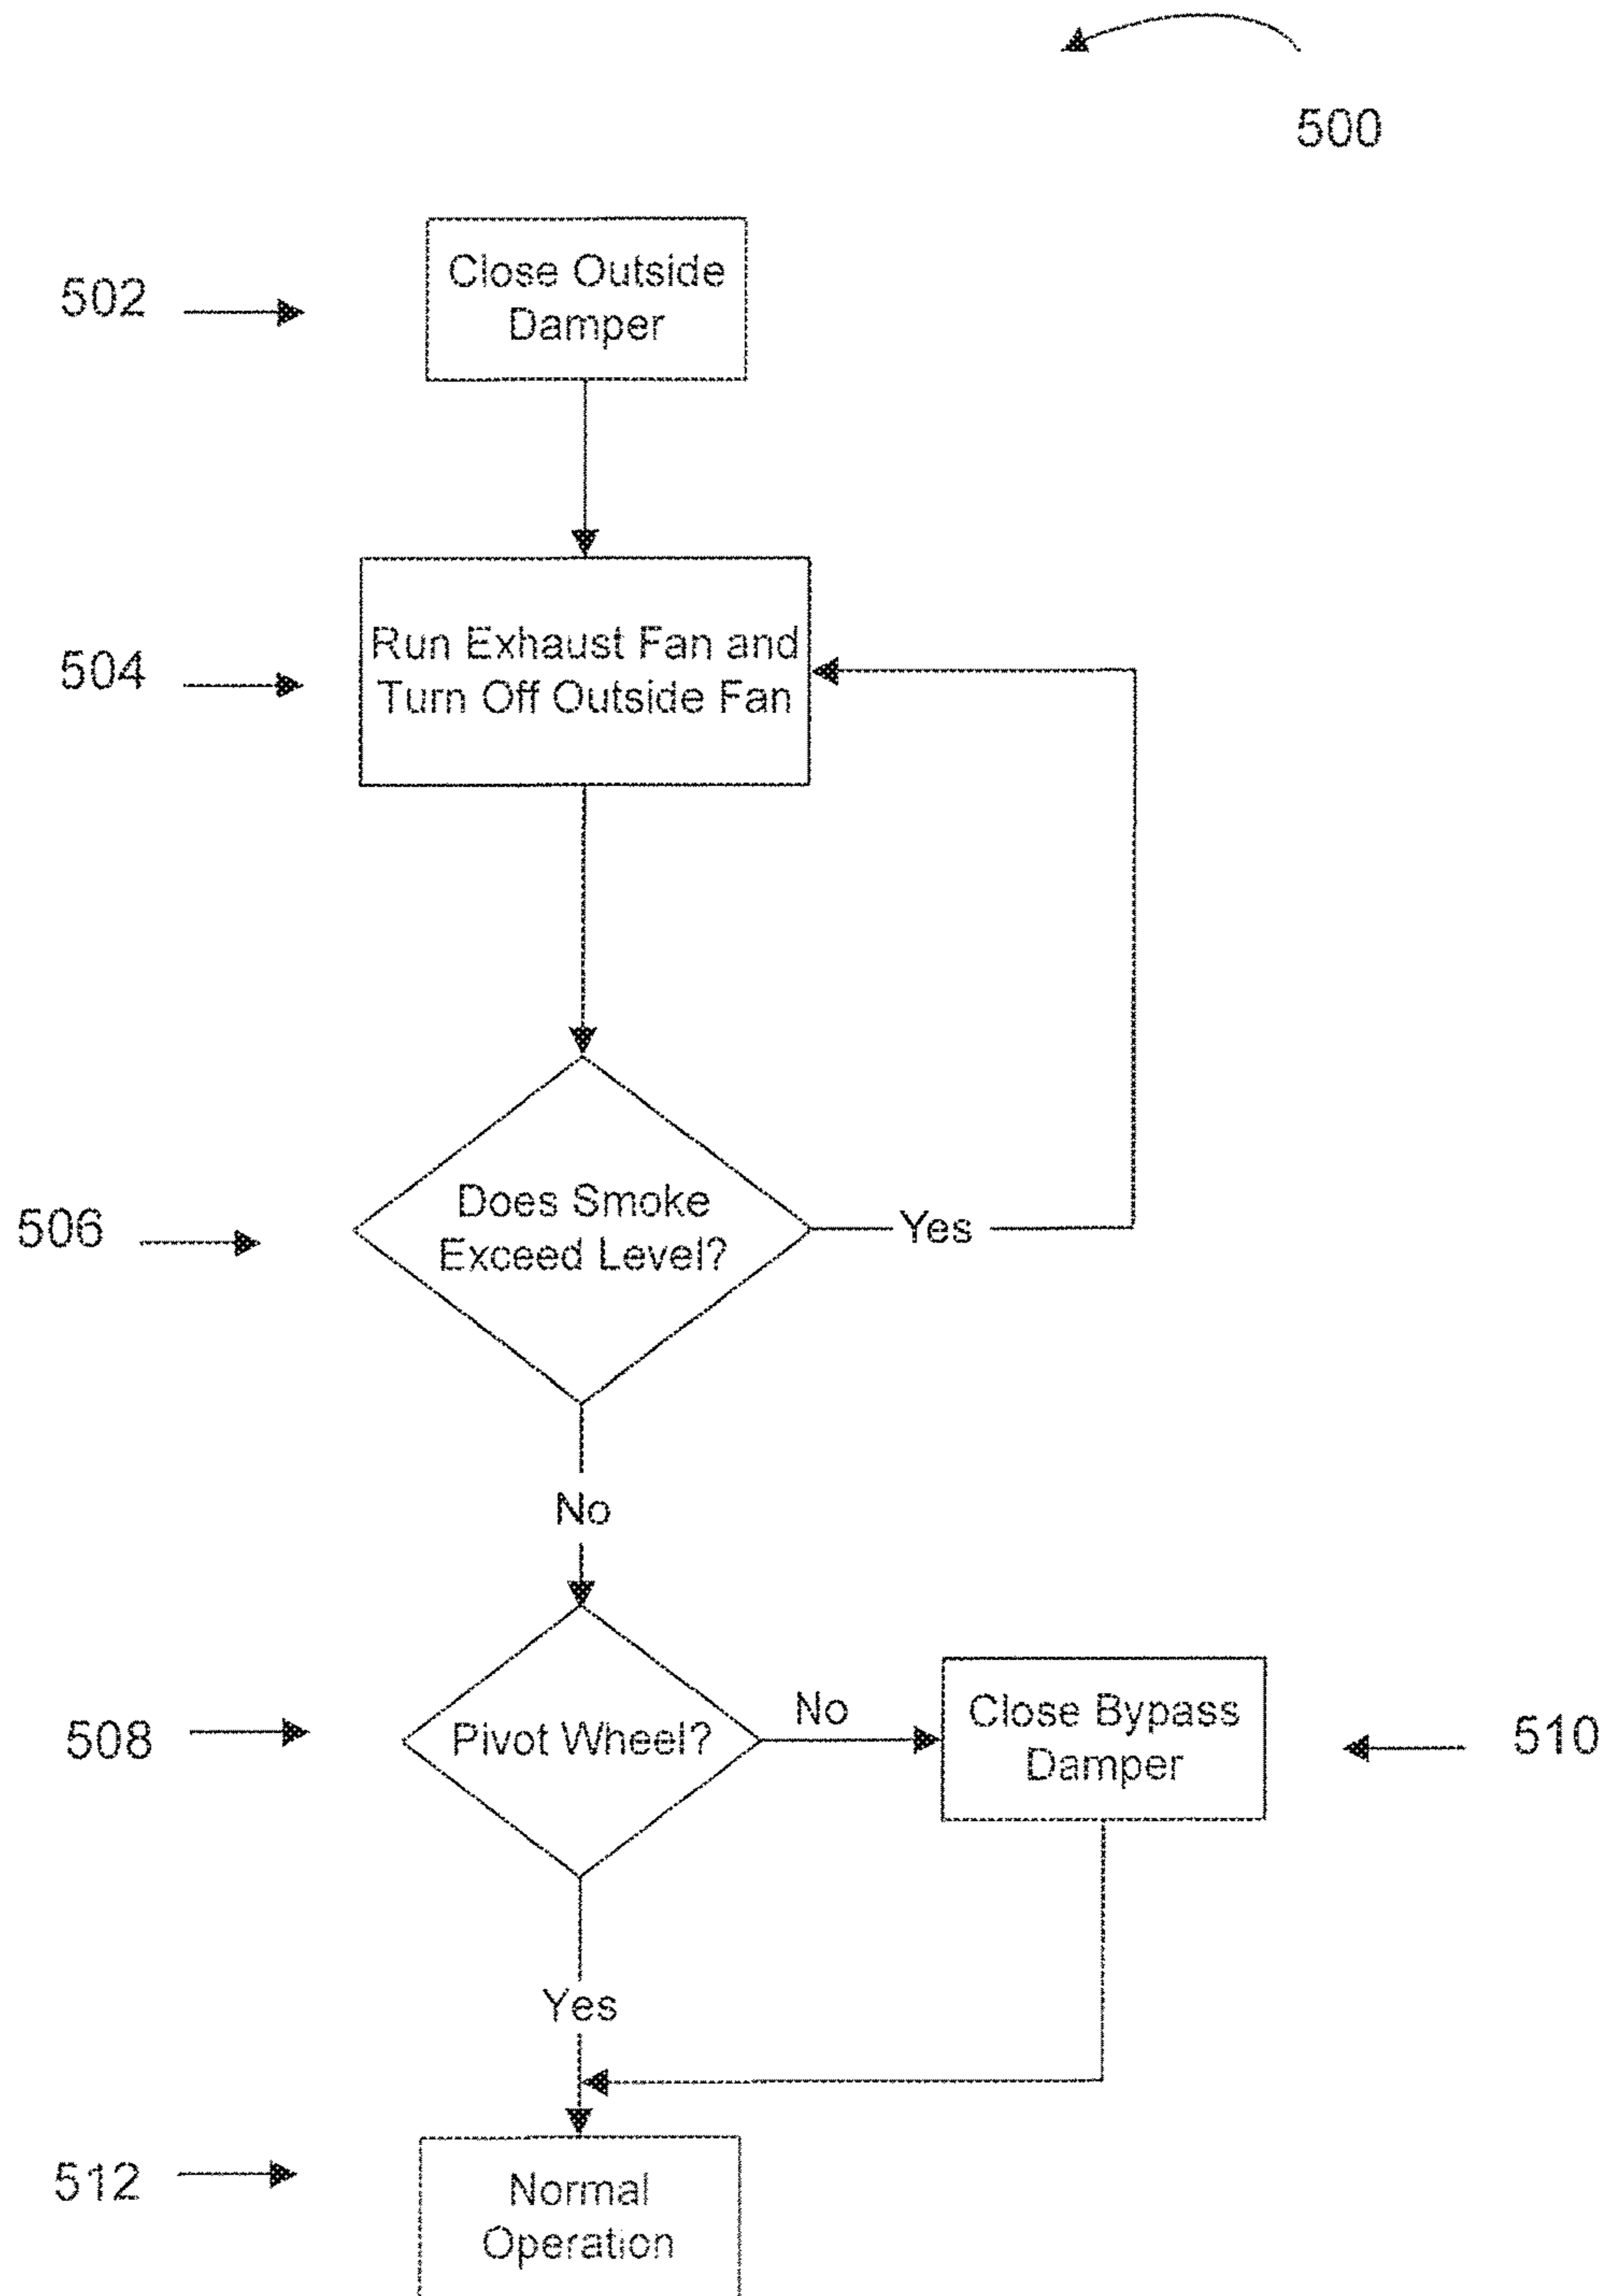 500
502
Close Outside
Damper
504
Run Exhaust Fan and
Turn Off Outside Fan
506
Does Smoke
Exceed Level?
Yes
No
508
Pivot Wheel?
No
Close Bypass
Damper
510
Yes
512
Normal
Operation